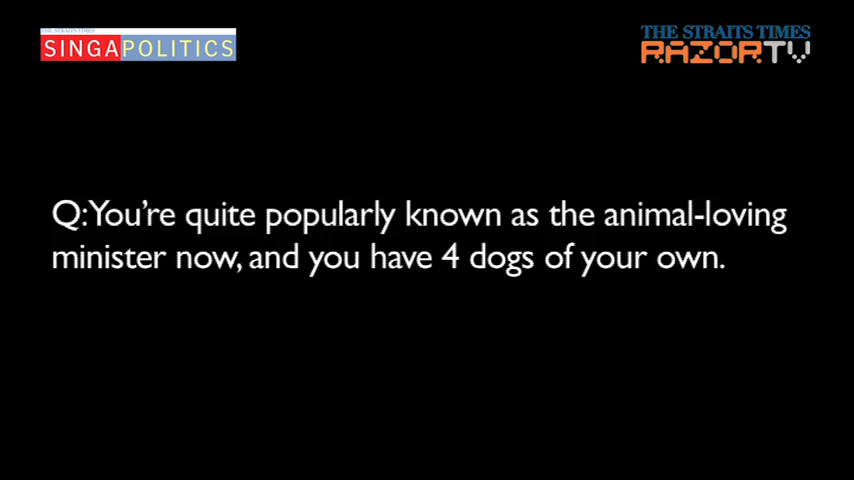 THE STRAITS TIMES
SINGAPOLITICS
THE STRAITS TIMES
RAZORTV
Q:You're quite popularly known as the animal-loving
minister now, and you have 4 dogs of your own.